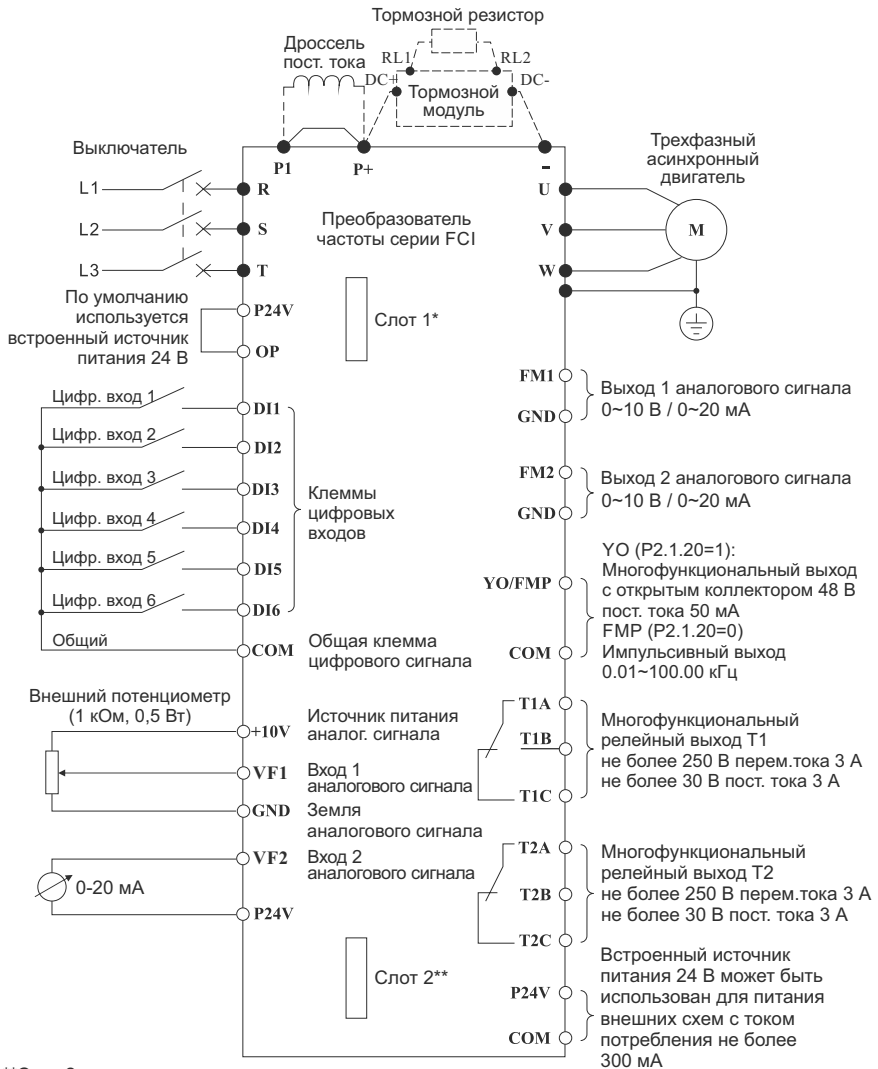 Тормозной резистор
Дроссель
пост. тока
RL1
RL2
DC+
DC-
Тормозной
модуль
Выключатель
P1
P+
-
Трехфазный
асинхронный
двигатель
L1
R
U
L2
S
Преобразователь
частоты серии FCI
V
M
L3
T
W
По умолчанию
используется
встроенный источник
питания 24 В
P24V
OP
Слот 1*
FM1
GND
Выход 1 аналогового сигнала
0~10 В / 0~20 мА
Цифр. вход 1
DI1
Цифр. вход 2
DI2
Цифр. вход 3
DI3
Цифр. вход 4
DI4
Цифр. вход 5
DI5
Цифр. вход 6
DI6
Общий
COM
Клеммы
цифровых
входов
Общая клемма
цифрового сигнала
FM2
GND
Выход 2 аналогового сигнала
0~10 В / 0~20 мА
YO/FMP
COM
YO (P2.1.20=1):
Многофункциональный выход
с открытым коллектором 48 В
пост. тока 50 мА
FMP (P2.1.20=0)
Импульсивный выход
0.01~100.00 кГц
Внешний потенциометр
(1 кОм, 0,5 Вт)
+10V
Источник питания
аналог. сигнала
VF1
Вход 1
аналогового сигнала
GND
Земля
аналогового сигнала
VF2
Вход 2
аналогового сигнала
0-20 мА
P24V
T1A
T1B
T1C
Многофункциональный
релейный выход T1
не более 250 В перем.тока 3 А
не более 30 В пост. тока 3 А
T2A
T2B
T2C
Многофункциональный
релейный выход T2
не более 250 В перем.тока 3 А
не более 30 В пост. тока 3 А
Слот 2**
P24V
COM
Встроенный источник
питания 24 В может быть
использован для питания
внешних схем с током
потребления не более
300 мА